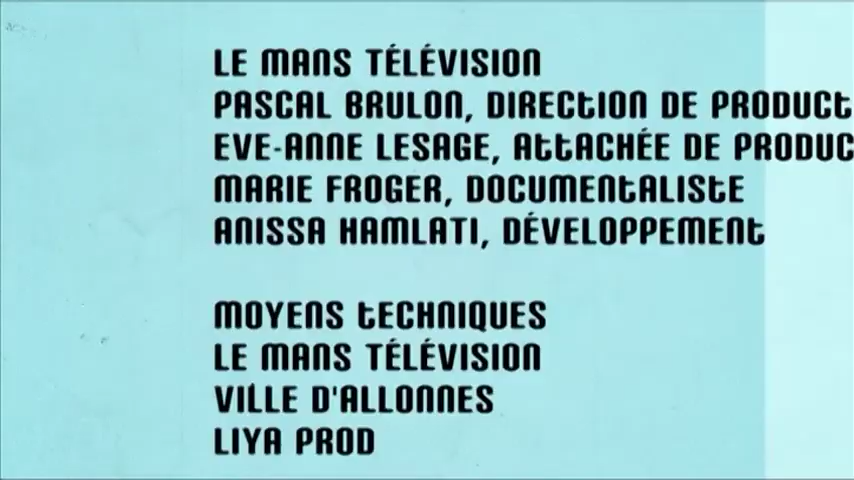 LE MANS TÉLÉVISION
PASCAL BRULON, DIRECTION DE PRODUCT
EVE-ANNE LESAGE, ATTACHÉE DE PRODUC
MARIE FROGER, DOCUMENTALISTE
ANISSA HAMLATI, DÉVELOPPEMENT
MOYENS TECHNIQUES
LE MANS TÉLÉVISION
VILLE D'ALLONNES
LIYA PROD